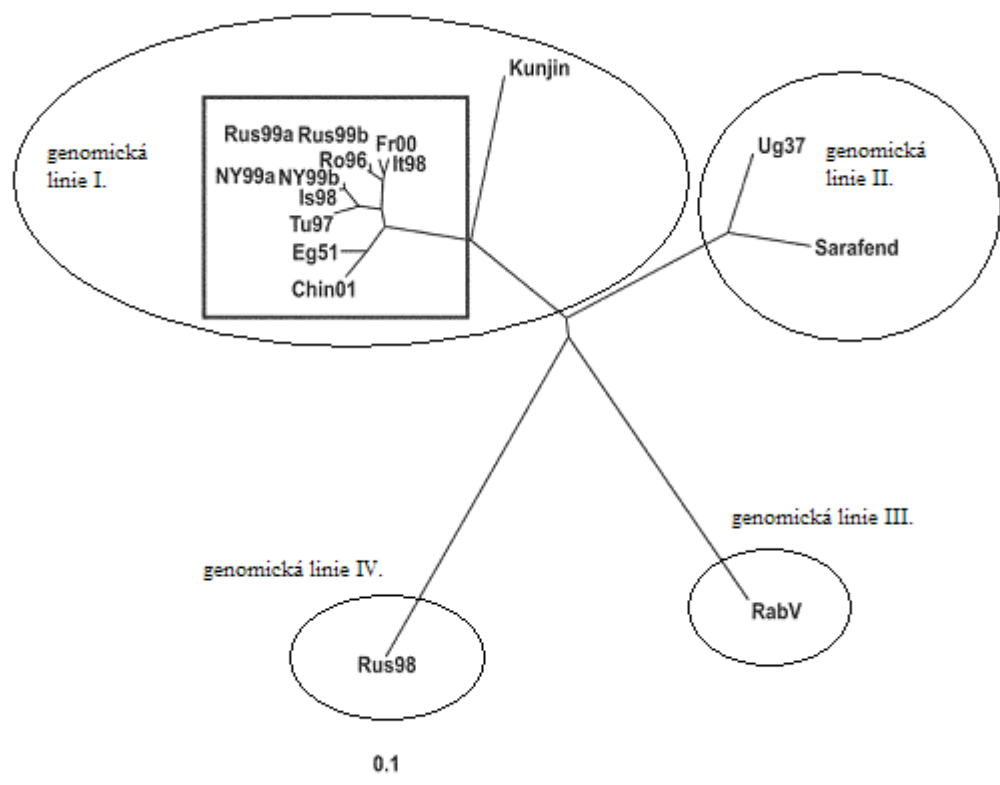 Kunjin
genomická
linie I.
Rus99a Rus99b
Fr00
Ro96 It98
NY99a NY99b
Is98
Tu97
Eg51
Chin01
Ug37
genomická
linie II.
Sarafend
genomická linie III.
RabV
genomická linie IV.
Rus98
0.1